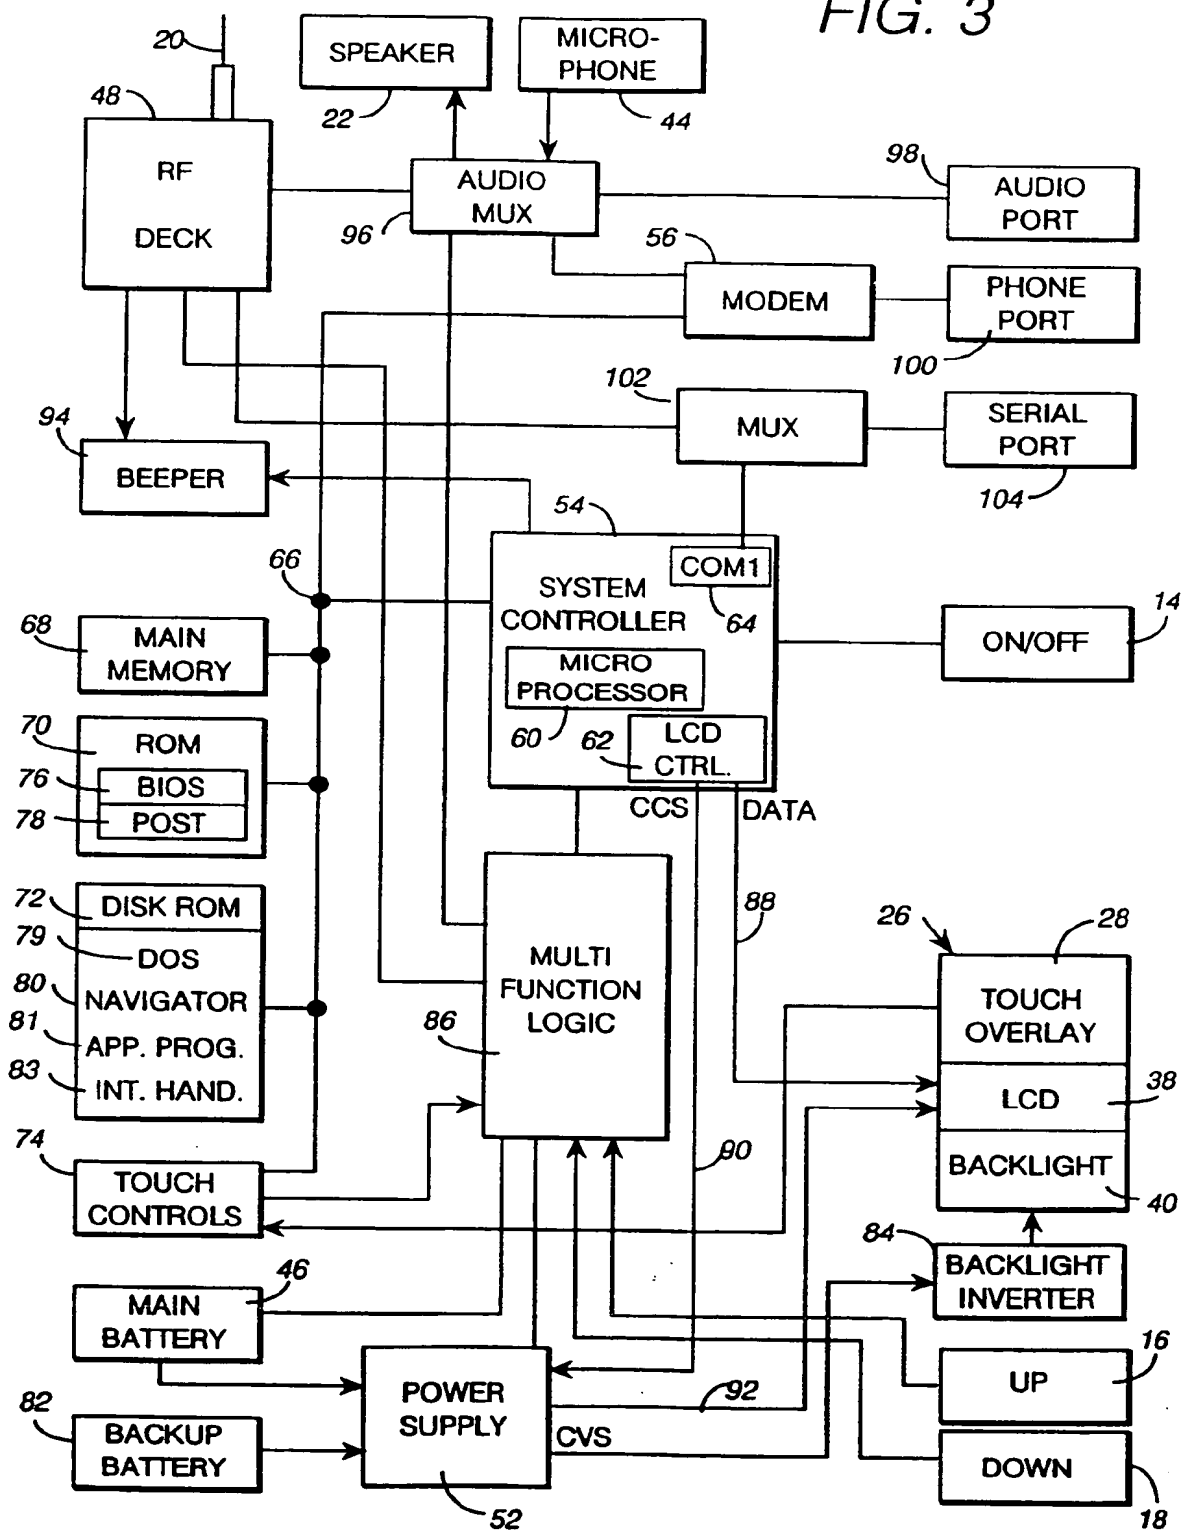 FIG. 3
20
SPEAKER
22
MICRO-
PHONE
44
48
RF
DECK
AUDIO
MUX
96
98
AUDIO
PORT
56
MODEM
PHONE
PORT
100
102
MUX
SERIAL
PORT
104
94
BEEPER
54
COM1
64
SYSTEM
CONTROLLER
MICRO
PROCESSOR
60
62
LCD
CTRL.
CCS
DATA
14
ON/OFF
66
68
MAIN
MEMORY
70
ROM
76
BIOS
78
POST
72
DISK ROM
79
DOS
80
NAVIGATOR
81
APP. PROG.
83
INT. HAND.
86
MULTI
FUNCTION
LOGIC
88
90
26
28
TOUCH
OVERLAY
LCD
38
BACKLIGHT
40
74
TOUCH
CONTROLS
84
BACKLIGHT
INVERTER
46
MAIN
BATTERY
82
BACKUP
BATTERY
POWER
SUPPLY
52
92
CVS
16
UP
DOWN
18